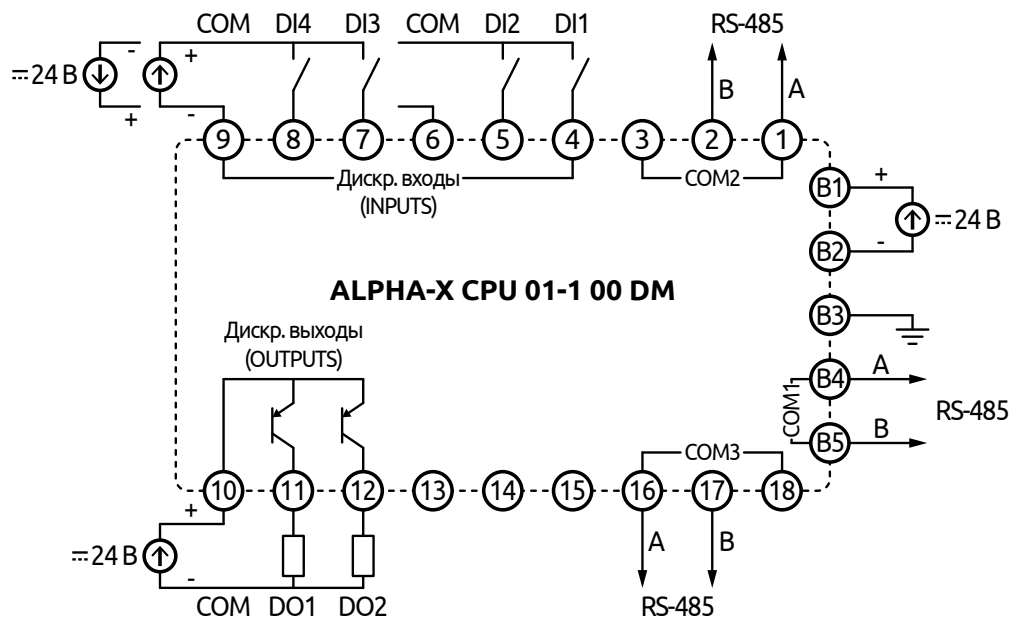 COM DI4 DI3 COM DI2 DI1 RS-485
- +
24 В
+ -
B A
9 8 7 6 5 4 3 2 1
Дискр. входы
(INPUTS)
COM2
B1 +
24 В
B2 -
ALPHA-X CPU 01-1 00 DM
B3
Дискр. выходы
(OUTPUTS)
B4 A
COM1
RS-485
B5 B
COM3
10 11 12 13 14 15 16 17 18
+
24 В
-
A B
COM DO1 DO2 RS-485